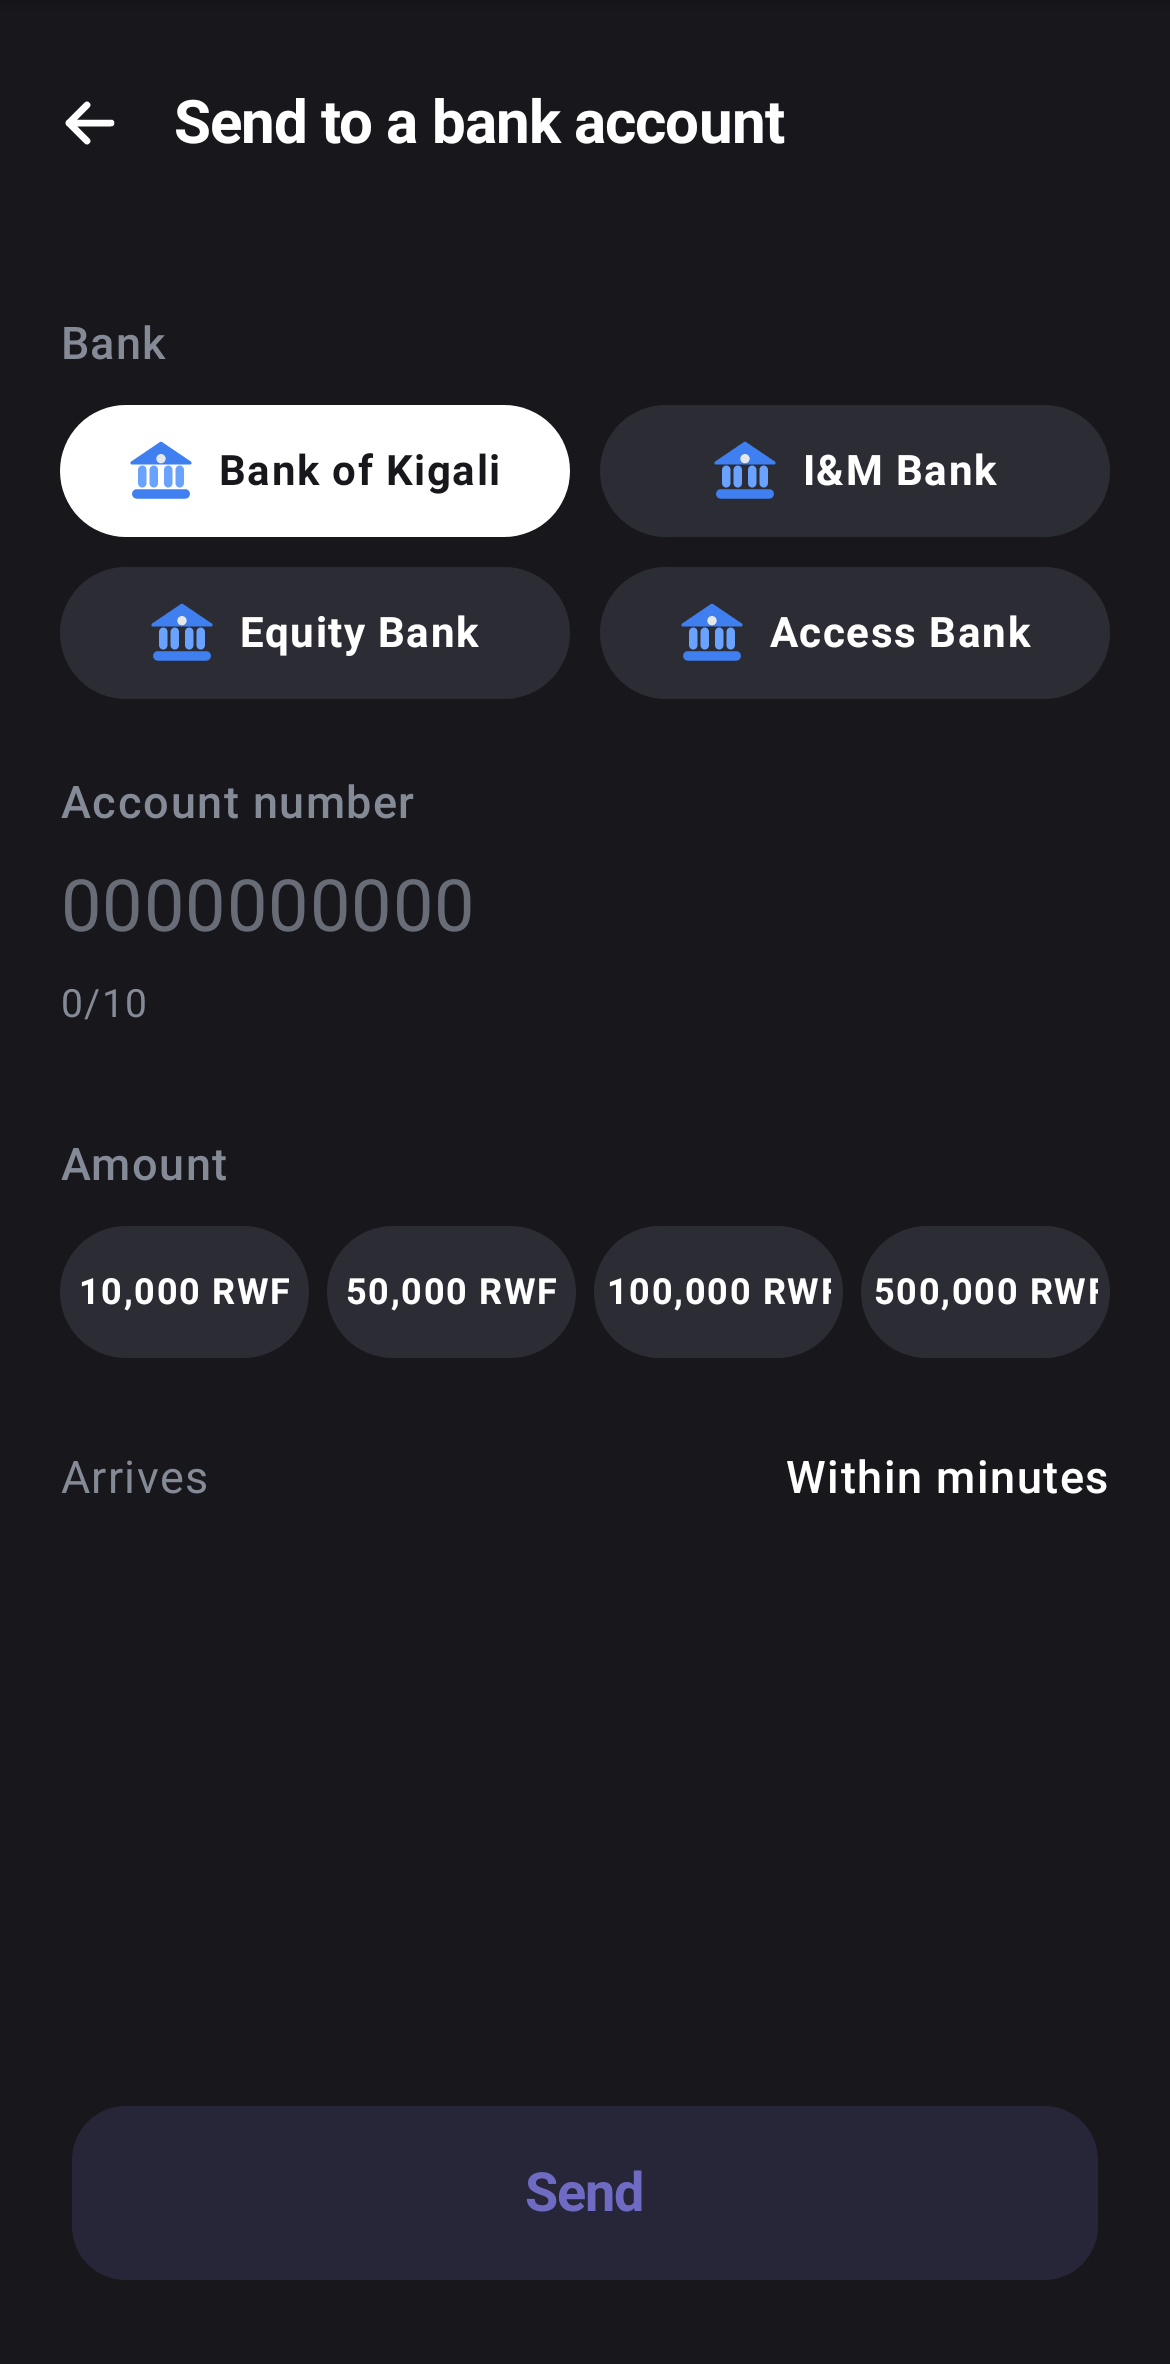 Send to a bank account
Bank
Bank of Kigali
I&M Bank
Equity Bank
Access Bank
Account number
0000000000
0/10
Amount
10,000 RWF
50,000 RWF
100,000 RWF
500,000 RWF
Arrives
Within minutes
Send